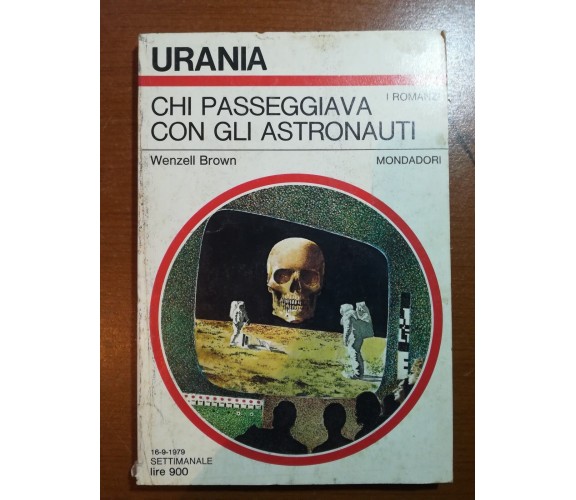 URANIA
I ROMANZI
CHI PASSEGGIAVA
CON GLI ASTRONAUTI
Wenzell Brown
MONDADORI
16-9-1979
SETTIMANALE
lire 900